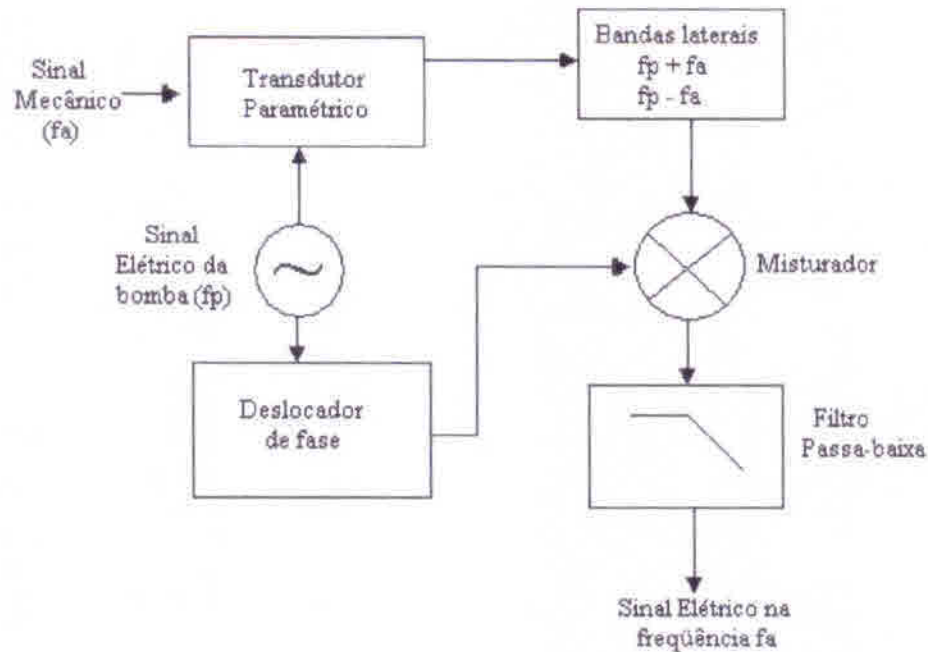 Sinal
Mecânico
(fa)
Transdutor
Paramétrico
Bandas laterais
fp + fa
fp - fa
Sinal
Elétrico da
bomba (fp)
Misturador
Deslocador
de fase
Filtro
Passa-baixa
Sinal Elétrico na
freqüência fa